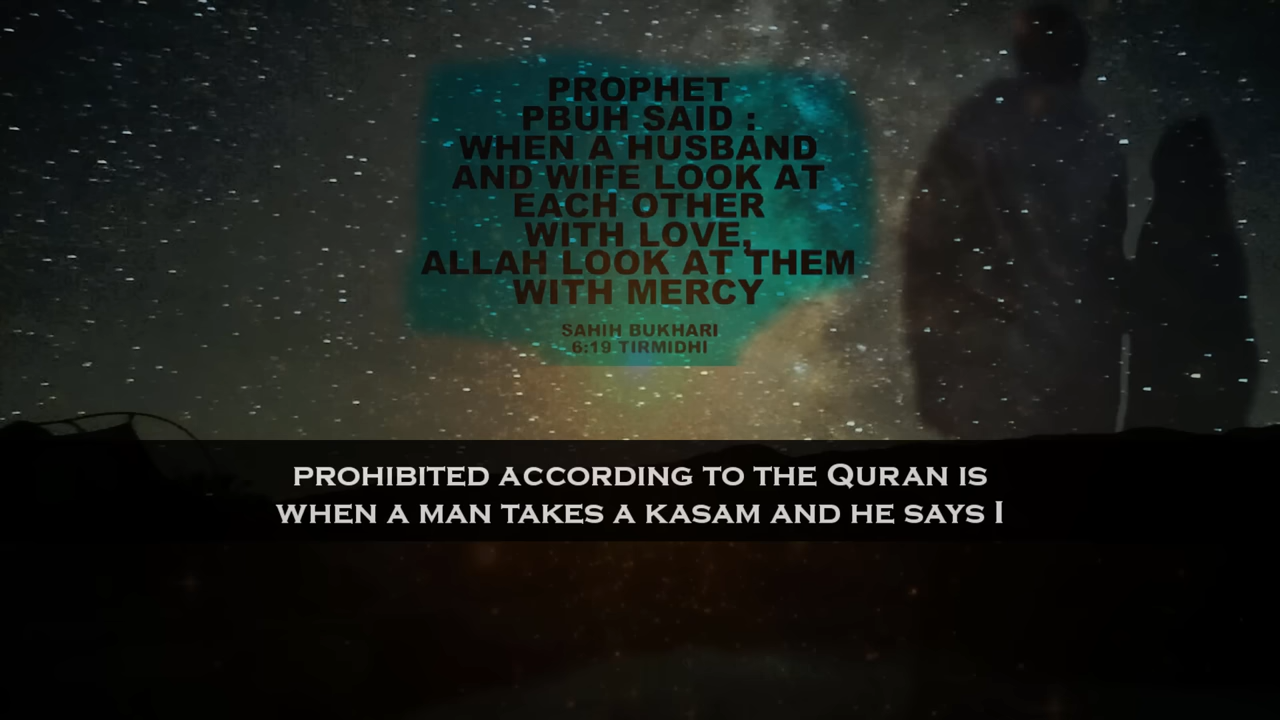 PROPHET
PBUH SAID :
WHEN A HUSBAND
AND WIFE LOOK AT
EACH OTHER
WITH LOVE,
ALLAH LOOK AT THEM
WITH MERCY
SAHIH BUKHARI
6:19 TIRMIDHI
PROHIBITED ACCORDING TO THE QURAN IS
WHEN A MAN TAKES A KASAM AND HE SAYS I